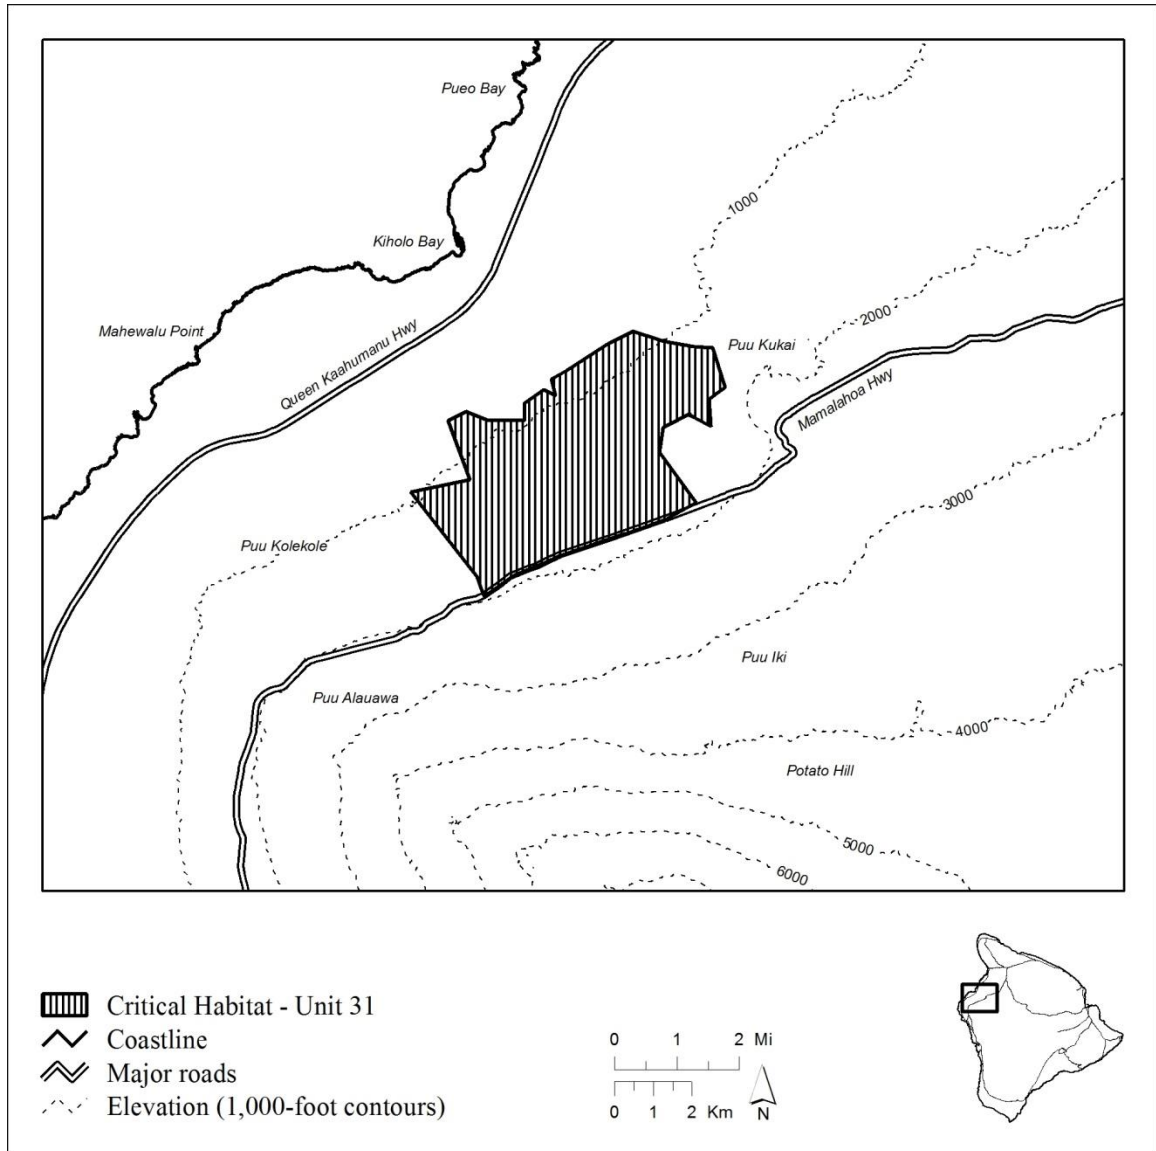 Pueo Bay
Kiholo Bay
1000
Mahewalu Point
Queen Kaahumanu Hwy
2000
Puu Kukai
Mamalahoa Hwy
3000
Puu Kolekole
Puu Iki
Puu Alauawa
4000
Potato Hill
5000
6000
Critical Habitat - Unit 31
Coastline
Major roads
Elevation (1,000-foot contours)
0 1 2 Mi
0 1 2 Km
N